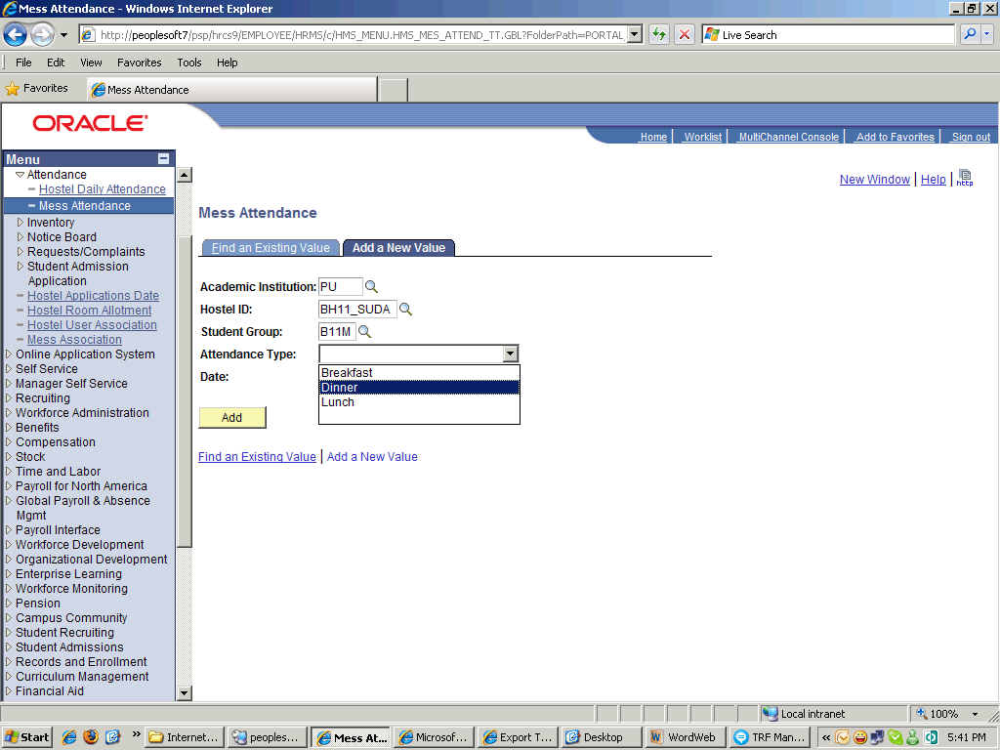 Mess Attendance - Windows Internet Explorer
http://peoplesoft7/psp/hrcs9/EMPLOYEE/HRMS/c/HMS_MENU.HMS_MES_ATTEND_TT.GBL?FolderPath=PORTAL
Live Search
File Edit View Favorites Tools Help
Favorites
Mess Attendance
ORACLE
Home Worklist MultiChannel Console Add to Favorites Sign out
Menu
Attendance
Hostel Daily Attendance
Mess Attendance
Inventory
Notice Board
Requests/Complaints
Student Admission
Application
Hostel Applications Date
Hostel Room Allotment
Hostel User Association
Mess Association
Online Application System
Self Service
Manager Self Service
Recruiting
Workforce Administration
Benefits
Compensation
Stock
Time and Labor
Payroll for North America
Global Payroll & Absence
Mgmt
Payroll Interface
Workforce Development
Organizational Development
Enterprise Learning
Workforce Monitoring
Pension
Campus Community
Student Recruiting
Student Admissions
Records and Enrollment
Curriculum Management
Financial Aid
New Window | Help | http
Mess Attendance
Find an Existing Value Add a New Value
Academic Institution: PU
Hostel ID: BH11_SUDA
Student Group: B11M
Attendance Type:
Breakfast
Dinner
Lunch
Date:
Add
Find an Existing Value | Add a New Value
Local intranet 100%
Start » Internet... peoples... Mess At... Microsof... Export T... Desktop WordWeb TRF Man... « 5:41 PM